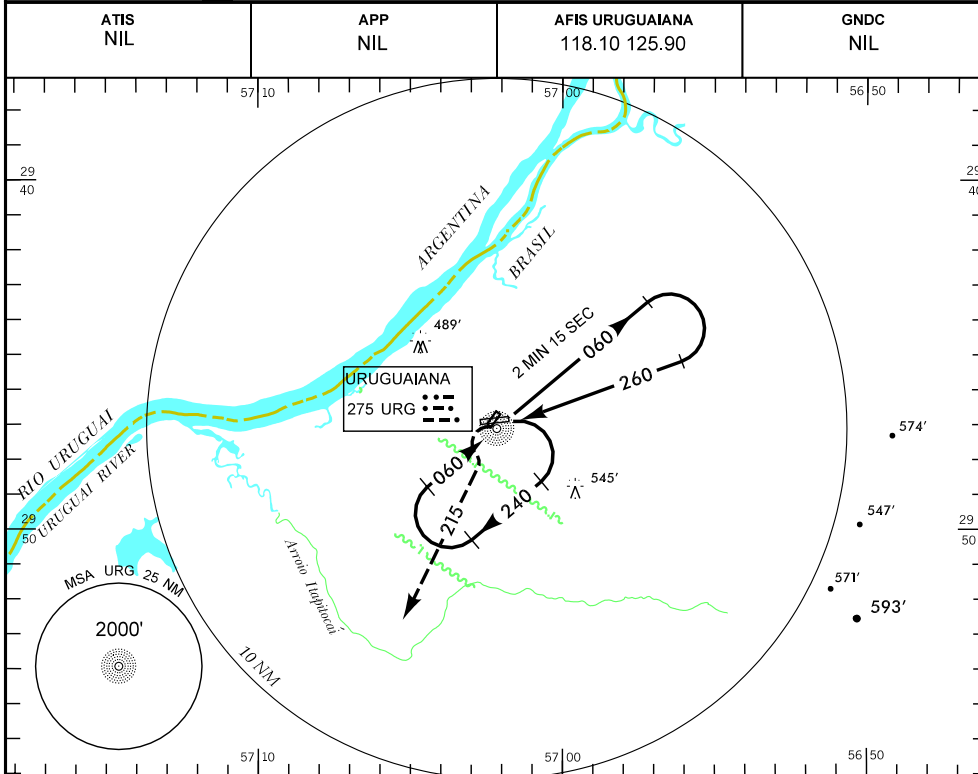 ATIS
NIL
APP
NIL
AFIS URUGUAIANA
118.10 125.90
GNDC
NIL
57 10
57 00
56 50
29
40
29
40
ARGENTINA
BRASIL
489'
2 MIN 15 SEC
060
260
URUGUAIANA
275 URG
574'
RIO URUGUAI
URUGUAI RIVER
060
240
215
545'
547'
29
50
29
50
Arroio Itapitocaí
MSA URG 25 NM
2000'
571'
593'
10 NM
57 10
57 00
56 50